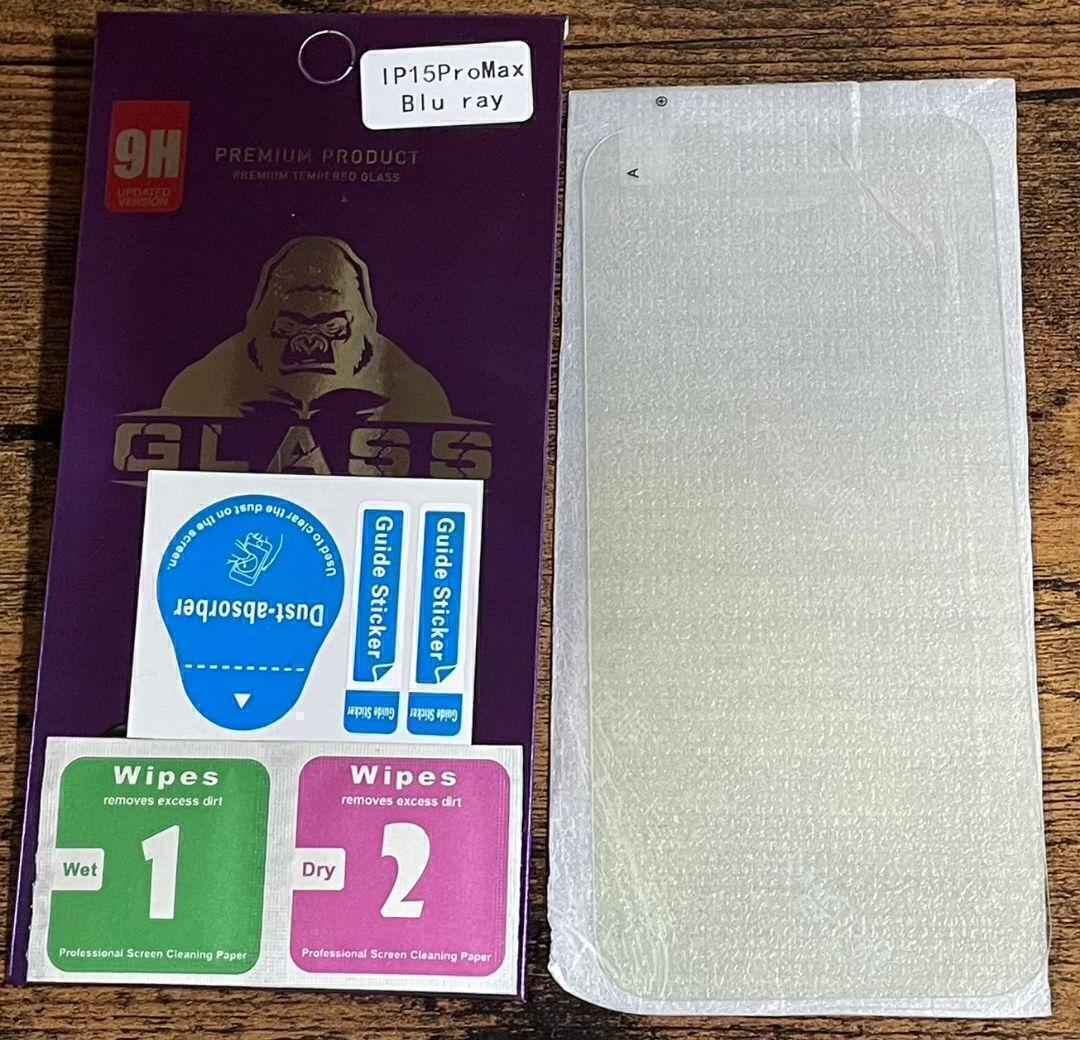 IP15ProMax
Blu ray
9H
UPDATED
VERSION
PREMIUM PRODUCT
PREMIUM TEMPERED GLASS
GLASS
Used to clear the dust on the screen.
Dust-absorber
Guide Sticker
Guide Sticker
Guide Sticker
Guide Sticker
Wipes
removes excess dirt
1
Wet
Professional Screen Cleaning Paper
Wipes
removes excess dirt
2
Dry
Professional Screen Cleaning Paper
A